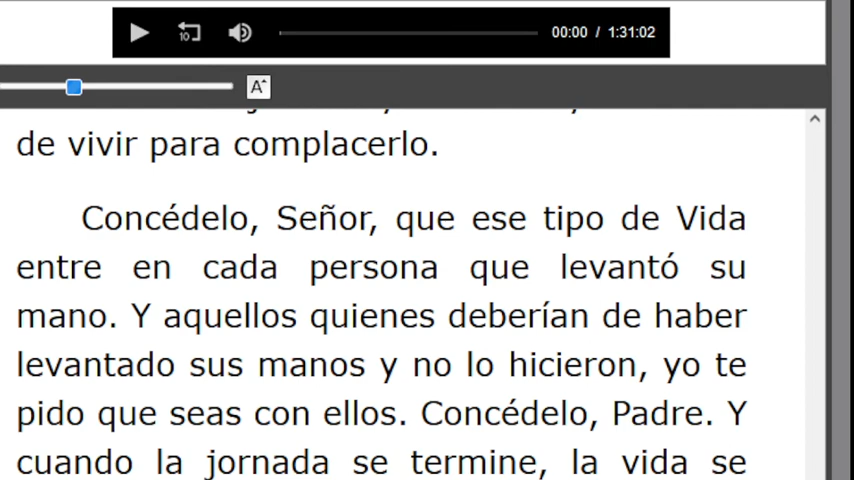 10
00:00 / 1:31:02
A
de vivir para complacerlo.
Concédelo, Señor, que ese tipo de Vida
entre en cada persona que levantó su
mano. Y aquellos quienes deberían de haber
levantado sus manos y no lo hicieron, yo te
pido que seas con ellos. Concédelo, Padre. Y
cuando la jornada se termine, la vida se